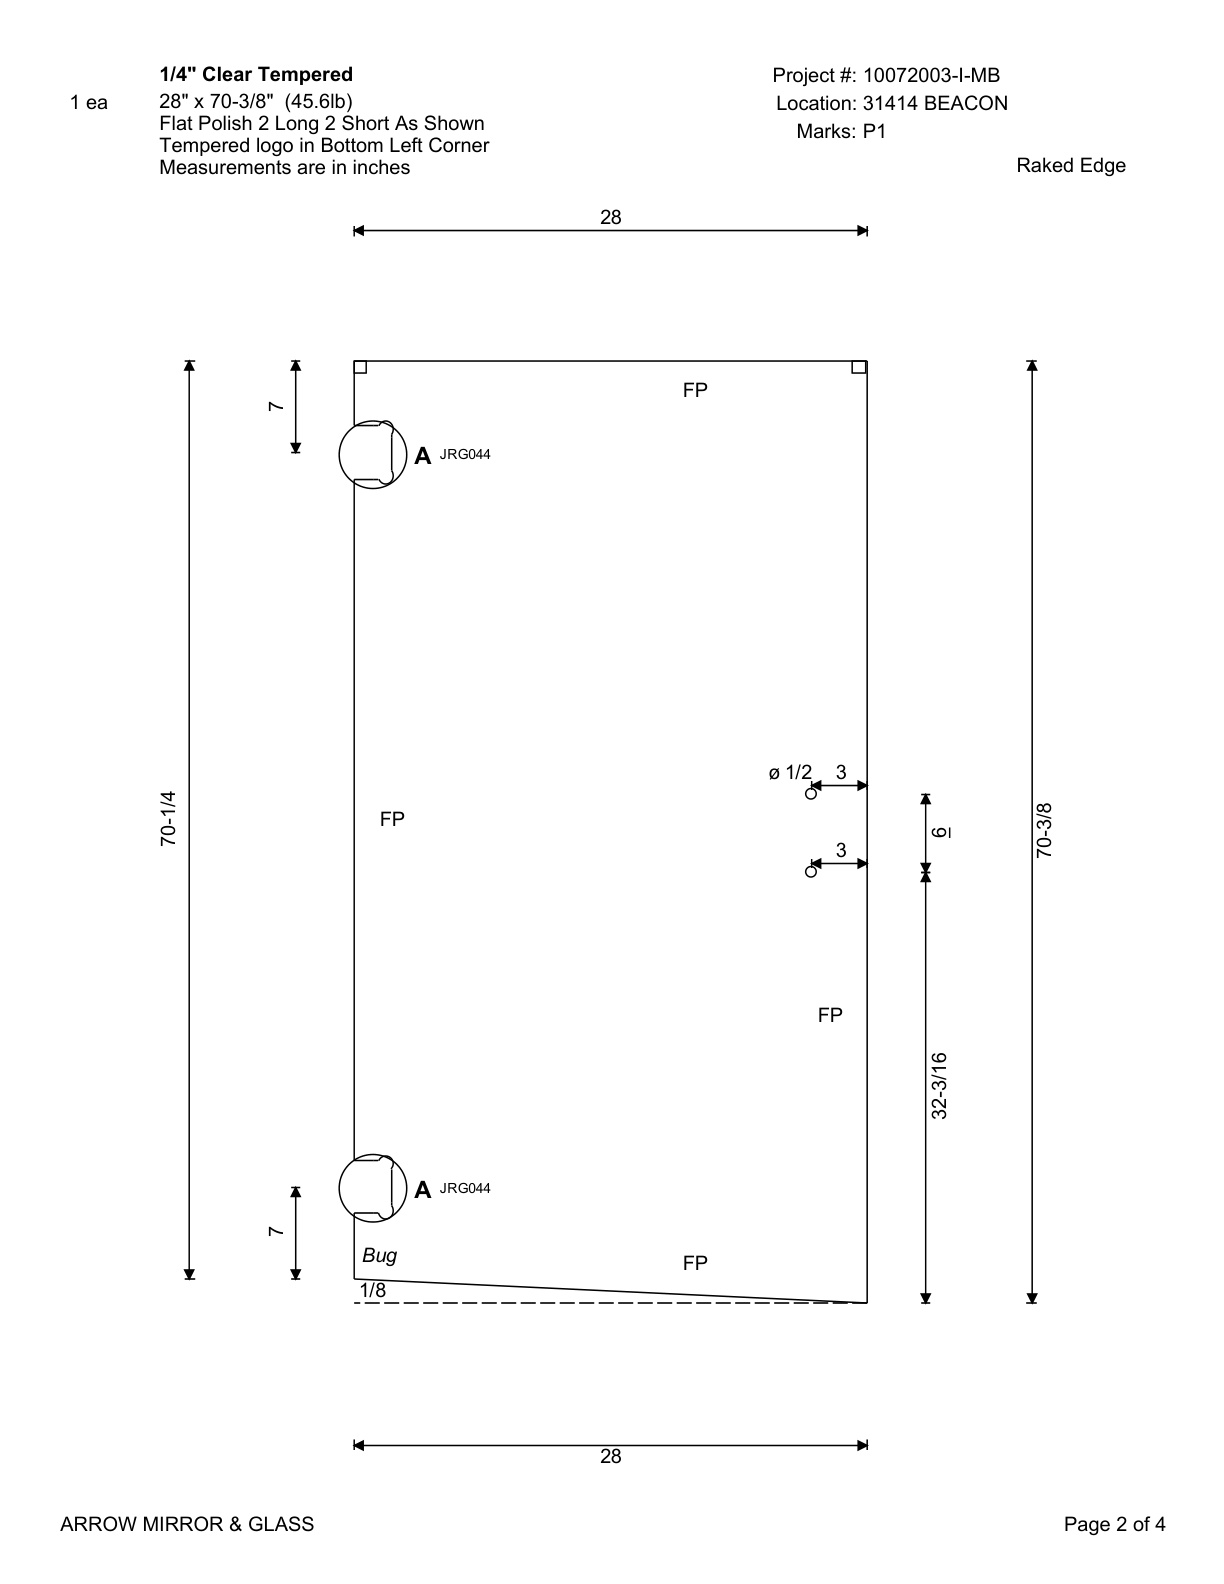 1/4" Clear Tempered
1 ea
28" x 70-3/8"  (45.6lb)
Flat Polish 2 Long 2 Short As Shown
Tempered logo in Bottom Left Corner
Measurements are in inches
Project #: 10072003-I-MB
Location: 31414 BEACON
Marks: P1
Raked Edge
28
FP
7
A JRG044
ø 1/2
3
70-1/4
FP
6
70-3/8
3
FP
32-3/16
A JRG044
7
Bug
FP
1/8
28
ARROW MIRROR & GLASS
Page 2 of 4